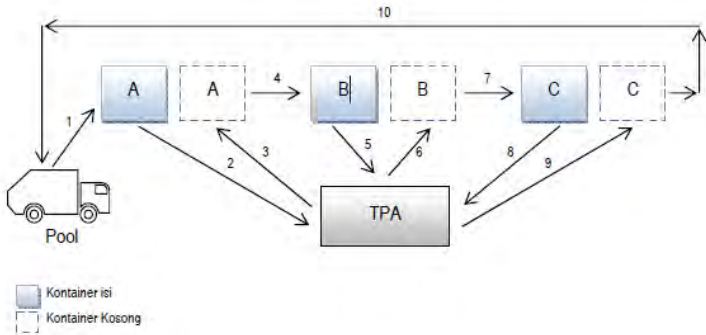 10
A A 4 B B 7 C C
1
2 3 5 6 8 9
TPA
Pool
Kontainer isi
Kontainer Kosong